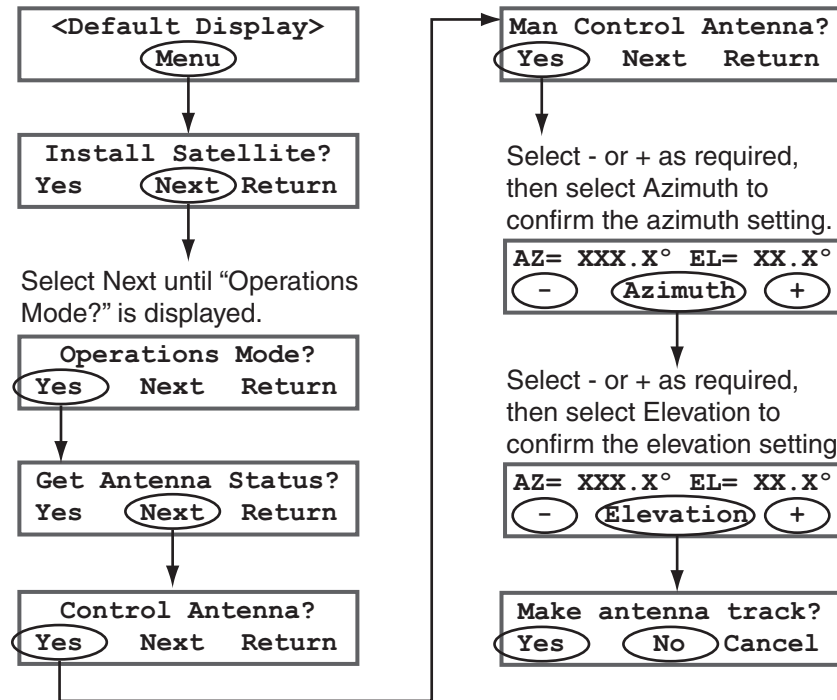 <Default Display>
Menu
Install Satellite?
Yes Next Return
Select Next until “Operations
Mode?” is displayed.
Operations Mode?
Yes Next Return
Get Antenna Status?
Yes Next Return
Control Antenna?
Yes Next Return
Man Control Antenna?
Yes Next Return
Select - or + as required,
then select Azimuth to
confirm the azimuth setting.
AZ= XXX.X° EL= XX.X°
- Azimuth +
Select - or + as required,
then select Elevation to
confirm the elevation setting
AZ= XXX.X° EL= XX.X°
- Elevation +
Make antenna track?
Yes No Cancel